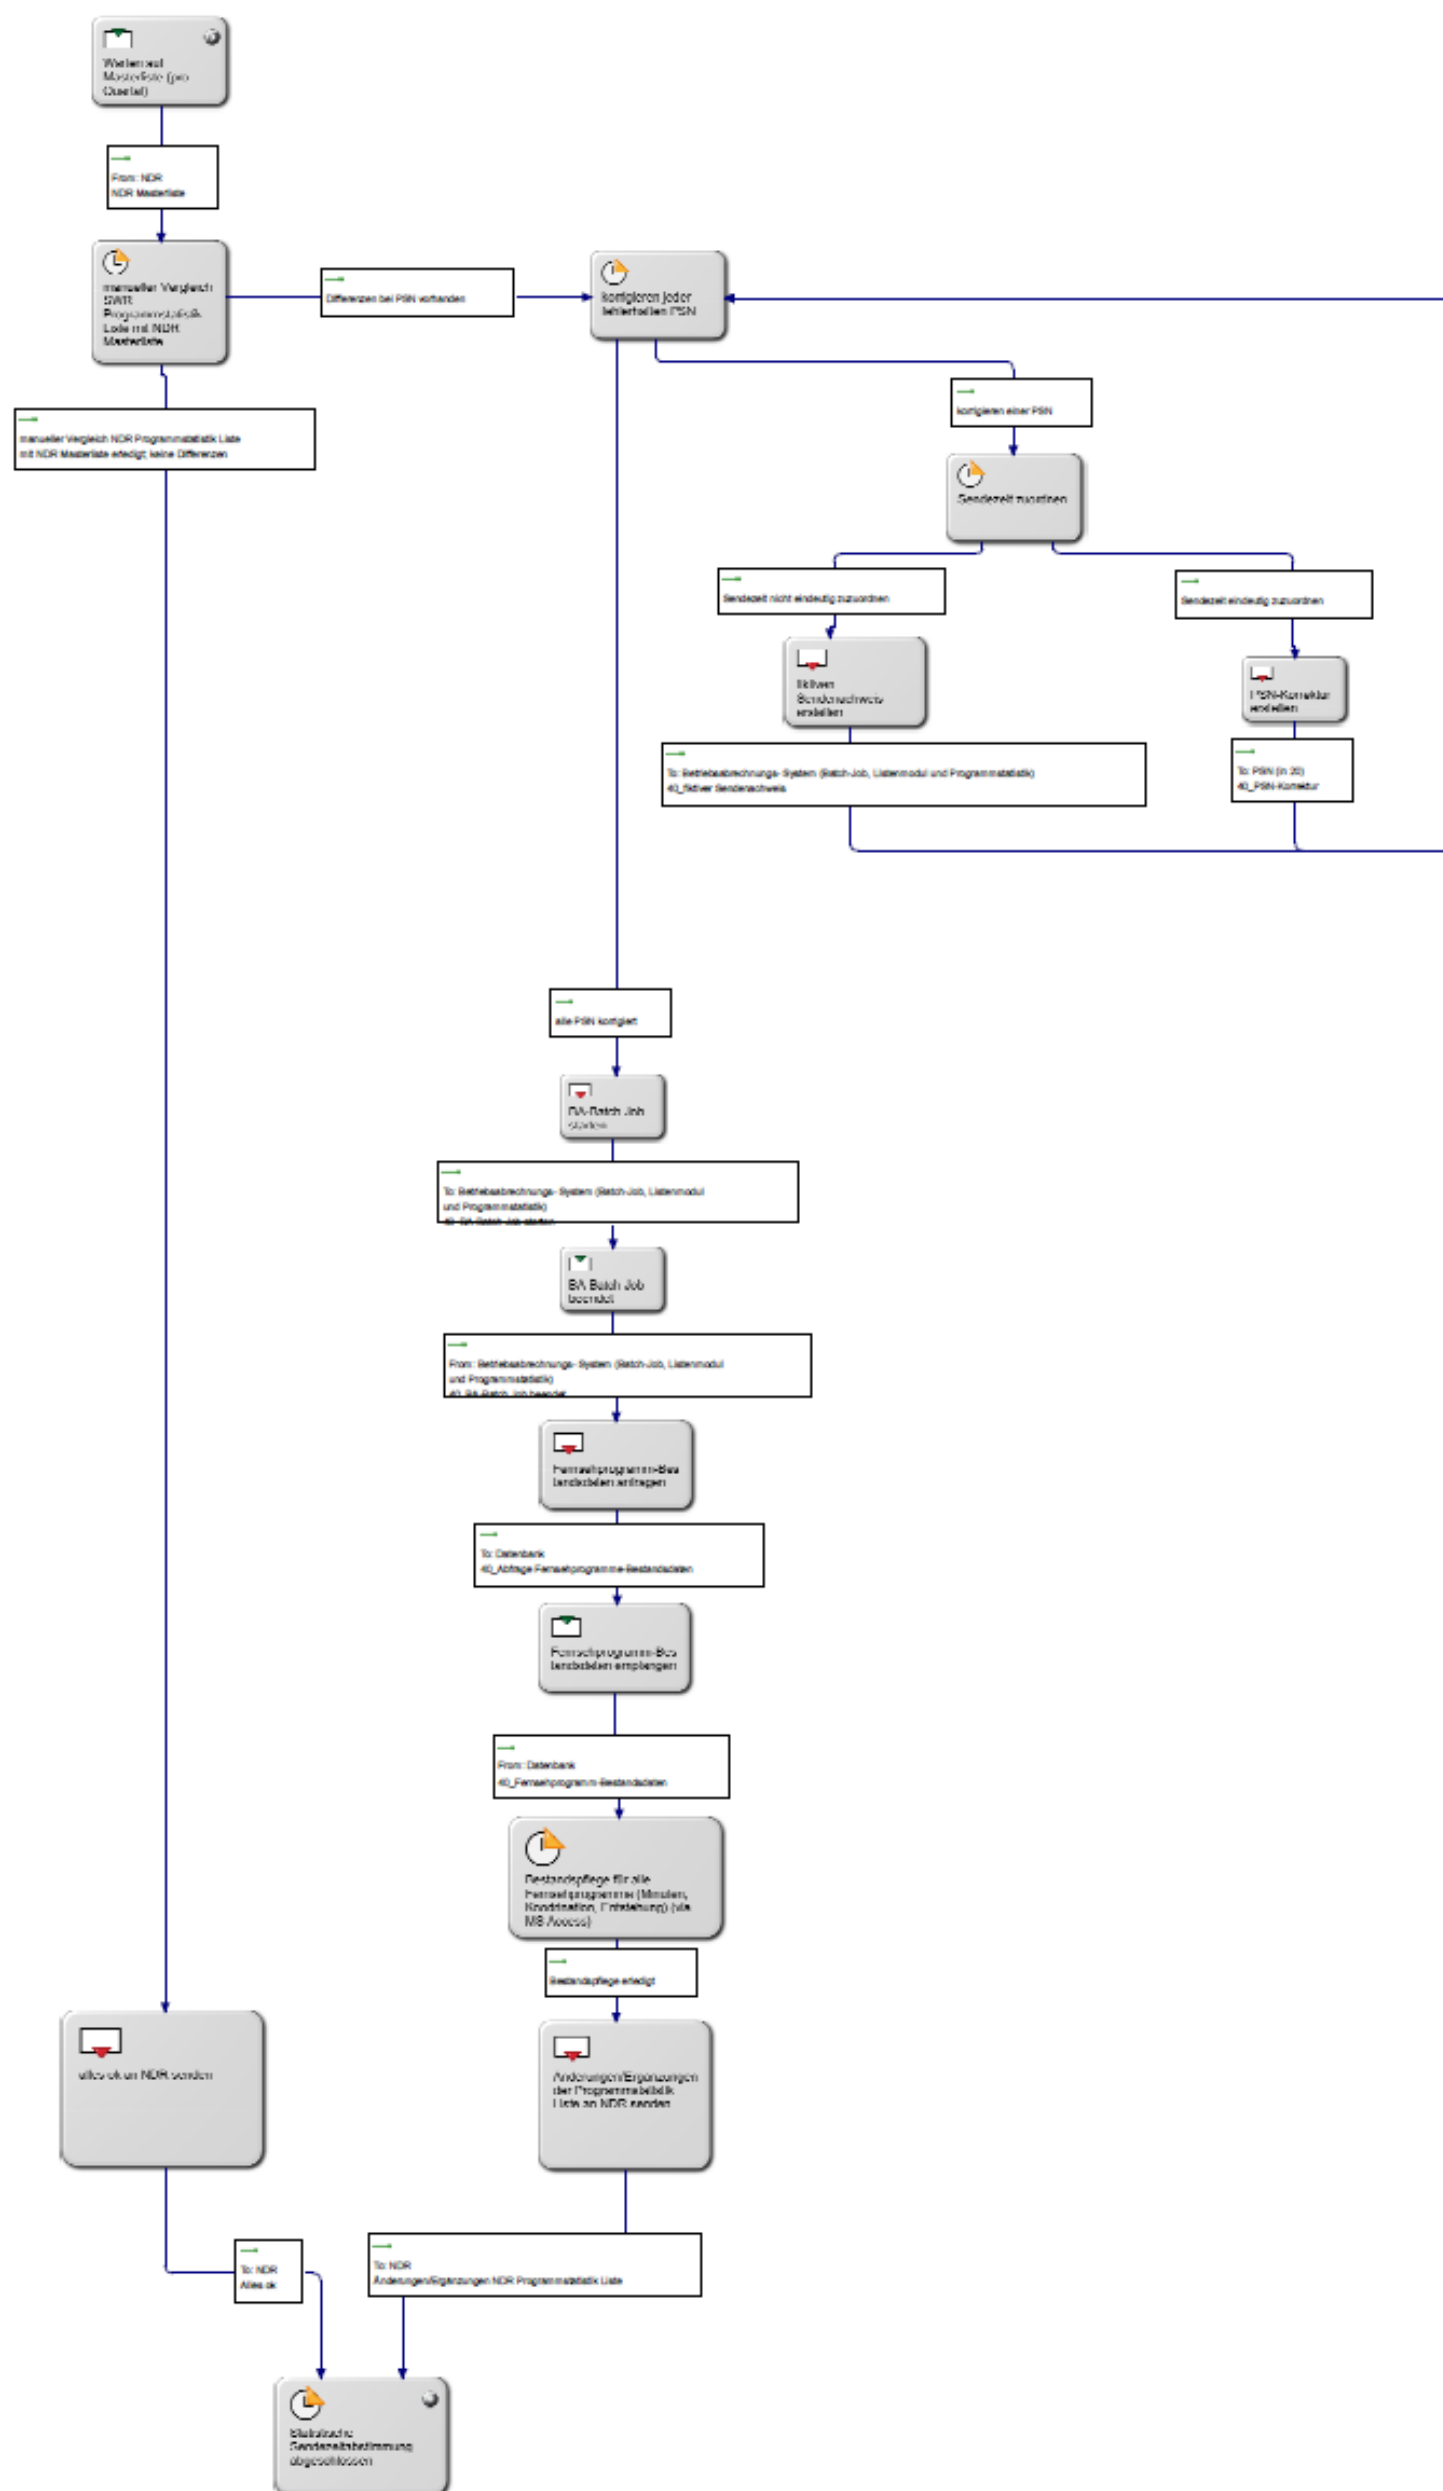 Warten auf
Masterliste (pro
Quartal)
From: NDR
NDR Masterliste
manueller Vergleich
SWR
Programmstatistik
Liste mit NDR
Masterliste
Differenzen bei PSN vorhanden
korrigieren jeder
fehlerhaften PSN
manueller Vergleich NDR Programmstatistik Liste
mit NDR Masterliste erledigt; keine Differenzen
korrigieren einer PSN
Sendezeit zuordnen
Sendezeit nicht eindeutig zuzuordnen
Sendezeit eindeutig zuzuordnen
fiktiven
Sendenachweis
erstellen
PSN-Korrektur
erstellen
To: Betriebsabrechnungs- System (Batch-Job, Listenmodul und Programmstatistik)
40_fiktiver Sendenachweis
To: PSN (in 20)
40_PSN-Korrektur
alle PSN korrigiert
BA-Batch Job
starten
To: Betriebsabrechnungs- System (Batch-Job, Listenmodul
und Programmstatistik)
40_BA-Batch Job starten
BA-Batch Job
beendet
From: Betriebsabrechnungs- System (Batch-Job, Listenmodul
und Programmstatistik)
40_BA-Batch Job beendet
Fernsehprogramm-Bes
tandsdaten anfragen
To: Datenbank
40_Abfrage Fernsehprogramme-Bestandsdaten
Fernsehprogramm-Bes
tandsdaten empfangen
From: Datenbank
40_Fernsehprogramm-Bestandsdaten
Bestandspflege für alle
Fernsehprogramme (Minuten,
Koordination, Entstehung) (via
MS Access)
Bestandspflege erledigt
alles ok an NDR senden
Änderungen/Ergänzungen
der Programmstatistik
Liste an NDR senden
To: NDR
Alles ok
To: NDR
Änderungen/Ergänzungen NDR Programmstatistik Liste
Statistische
Sendezeitabstimmung
abgeschlossen